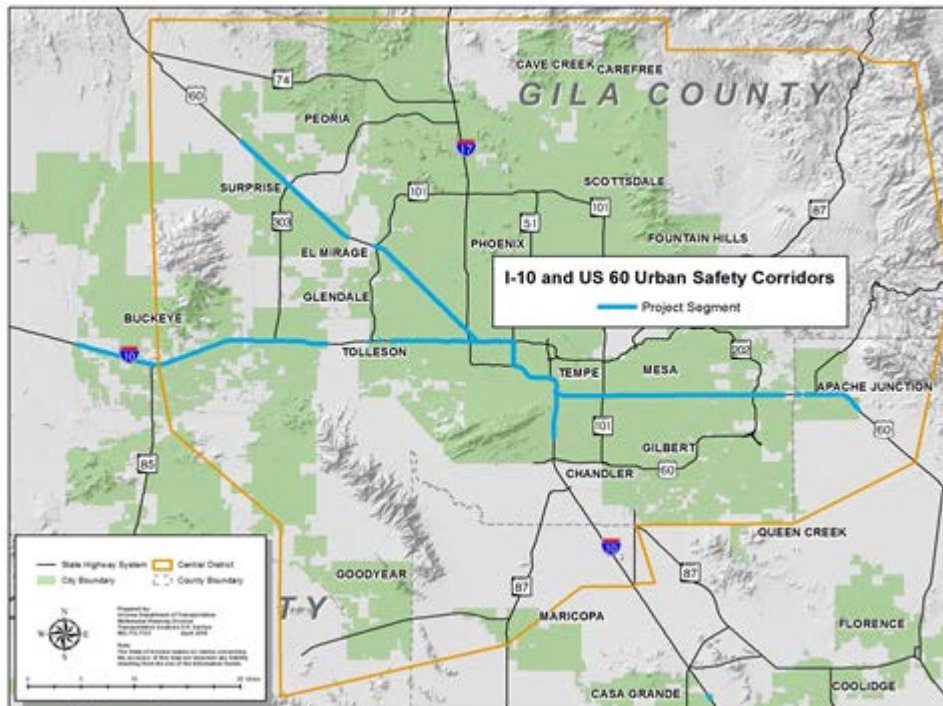 CAVE CREEK
CAREFREE
74
60
GILA COUNTY
PEORIA
17
SURPRISE
101
SCOTTSDALE
101
87
303
51
PHOENIX
FOUNTAIN HILLS
EL MIRAGE
I-10 and US 60 Urban Safety Corridors
Project Segment
GLENDALE
BUCKEYE
10
TOLLESON
TEMPE
MESA
202
APACHE JUNCTION
101
60
GILBERT
85
CHANDLER
60
QUEEN CREEK
10
State Highway System
Central District
City Boundary
County Boundary
GOODYEAR
87
87
TY
MARICOPA
N
W
E
S
FLORENCE
CASA GRANDE
COOLIDGE